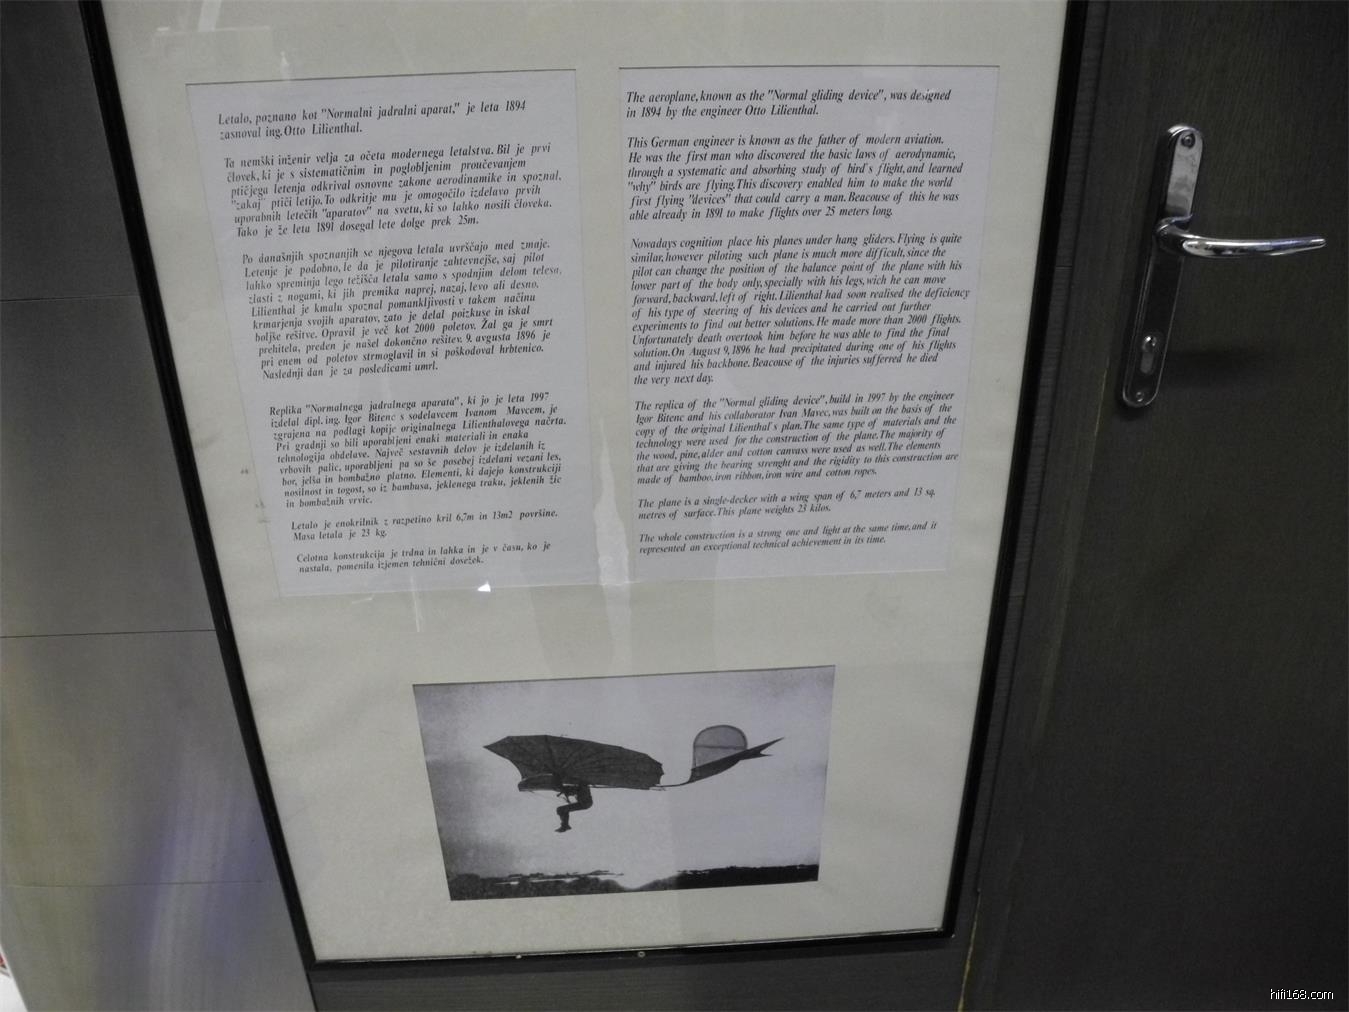 Letalo, poznano kot "Normalni jadralni aparat," je leta 1894
zasnoval ing. Otto Lilienthal.
Ta nemški inženir velja za očeta modernega letalstva. Bil je prvi
človek, ki je s sistematičnim in poglobljenim proučevanjem
ptičjega letenja odkrival osnovne zakone aerodinamike in spoznal,
"zakaj" ptiči letijo. To odkritje mu je omogočilo izdelavo prvih
uporabnih letečih "aparatov" na svetu, ki so lahko nosili človeka.
Tako je že leta 1891 dosegal lete dolge prek 25m.
Po današnjih spoznanjih se njegova letala uvrščajo med zmaje.
Letenje je podobno, le da je pilotiranje zahtevnejše, saj pilot
lahko spreminja lego težišča letala samo s spodnjim delom telesa,
zlasti z nogami, ki jih premika naprej, nazaj, levo ali desno.
Lilienthal je kmalu spoznal pomankljivosti v takem načinu
krmarjenja svojih aparatov, zato je delal poizkuse in iskal
boljše rešitve. Opravil je več kot 2000 poletov. Žal ga je smrt
prehitela, preden je našel dokončno rešitev. 9. avgusta 1896 je
pri enem od poletov strmoglavil in si poškodoval hrbtenico.
Naslednji dan je za posledicami umrl.
Replika "Normalnega jadralnega aparata", ki jo je leta 1997
izdelal dipl. ing. Igor Bitenc s sodelavcem Ivanom Mavcem, je
zgrajena na podlagi kopije originalnega Lilienthalovega načrta.
Pri gradnji so bili uporabljeni enaki materiali in enaka
tehnologija obdelave. Največ sestavnih delov je izdelanih iz
vrbovih palic, uporabljeni pa so še posebej izdelani vezani les,
bor, jelša in bombažno platno. Elementi, ki dajejo konstrukciji
nosilnost in togost, so iz bambusa, jeklenega traku, jeklenih žic
in bombažnih vrvic.
Letalo je enokrilnik z razpetino kril 6,7m in 13m2 površine.
Masa letala je 23 kg.
Celotna konstrukcija je trdna in lahka in je v času, ko je
nastala, pomenila izjemen tehnični dosežek.
The aeroplane, known as the "Normal gliding device", was designed
in 1894 by the engineer Otto Lilienthal.
This German engineer is known as the father of modern aviation.
He was the first man who discovered the basic laws of aerodynamic,
through a systematic and absorbing study of bird's flight, and learned
"why" birds are flying. This discovery enabled him to make the world
first flying "devices" that could carry a man. Beacouse of this he was
able already in 1891 to make flights over 25 meters long.
Nowadays cognition place his planes under hang gliders. Flying is quite
similar, however piloting such plane is much more difficult, since the
pilot can change the position of the balance point of the plane with his
lower part of the body only, specially with his legs, wich he can move
forward, backward, left of right. Lilienthal had soon realised the deficiency
of his type of steering of his devices and he carried out further
experiments to find out better solutions. He made more than 2000 flights.
Unfortunately death overtook him before he was able to find the final
solution. On August 9, 1896 he had precipitated during one of his flights
and injured his backbone. Beacouse of the injuries sufferred he died
the very next day.
The replica of the "Normal gliding device", build in 1997 by the engineer
Igor Bitenc and his collaborator Ivan Mavec, was built on the basis of the
copy of the original Lilienthal's plan. The same type of materials and the
technology were used for the construction of the plane. The majority of
the wood, pine, alder and cotton canvass were used as well. The elements
that are giving the bearing strenght and the rigidity to this construction are
made of bamboo, iron ribbon, iron wire and cotton ropes.
The plane is a single-decker with a wing span of 6,7 meters and 13 sq.
metres of surface. This plane weights 23 kilos.
The whole construction is a strong one and light at the same time, and it
represented an exceptional technical achievement in its time.
hifi168.com